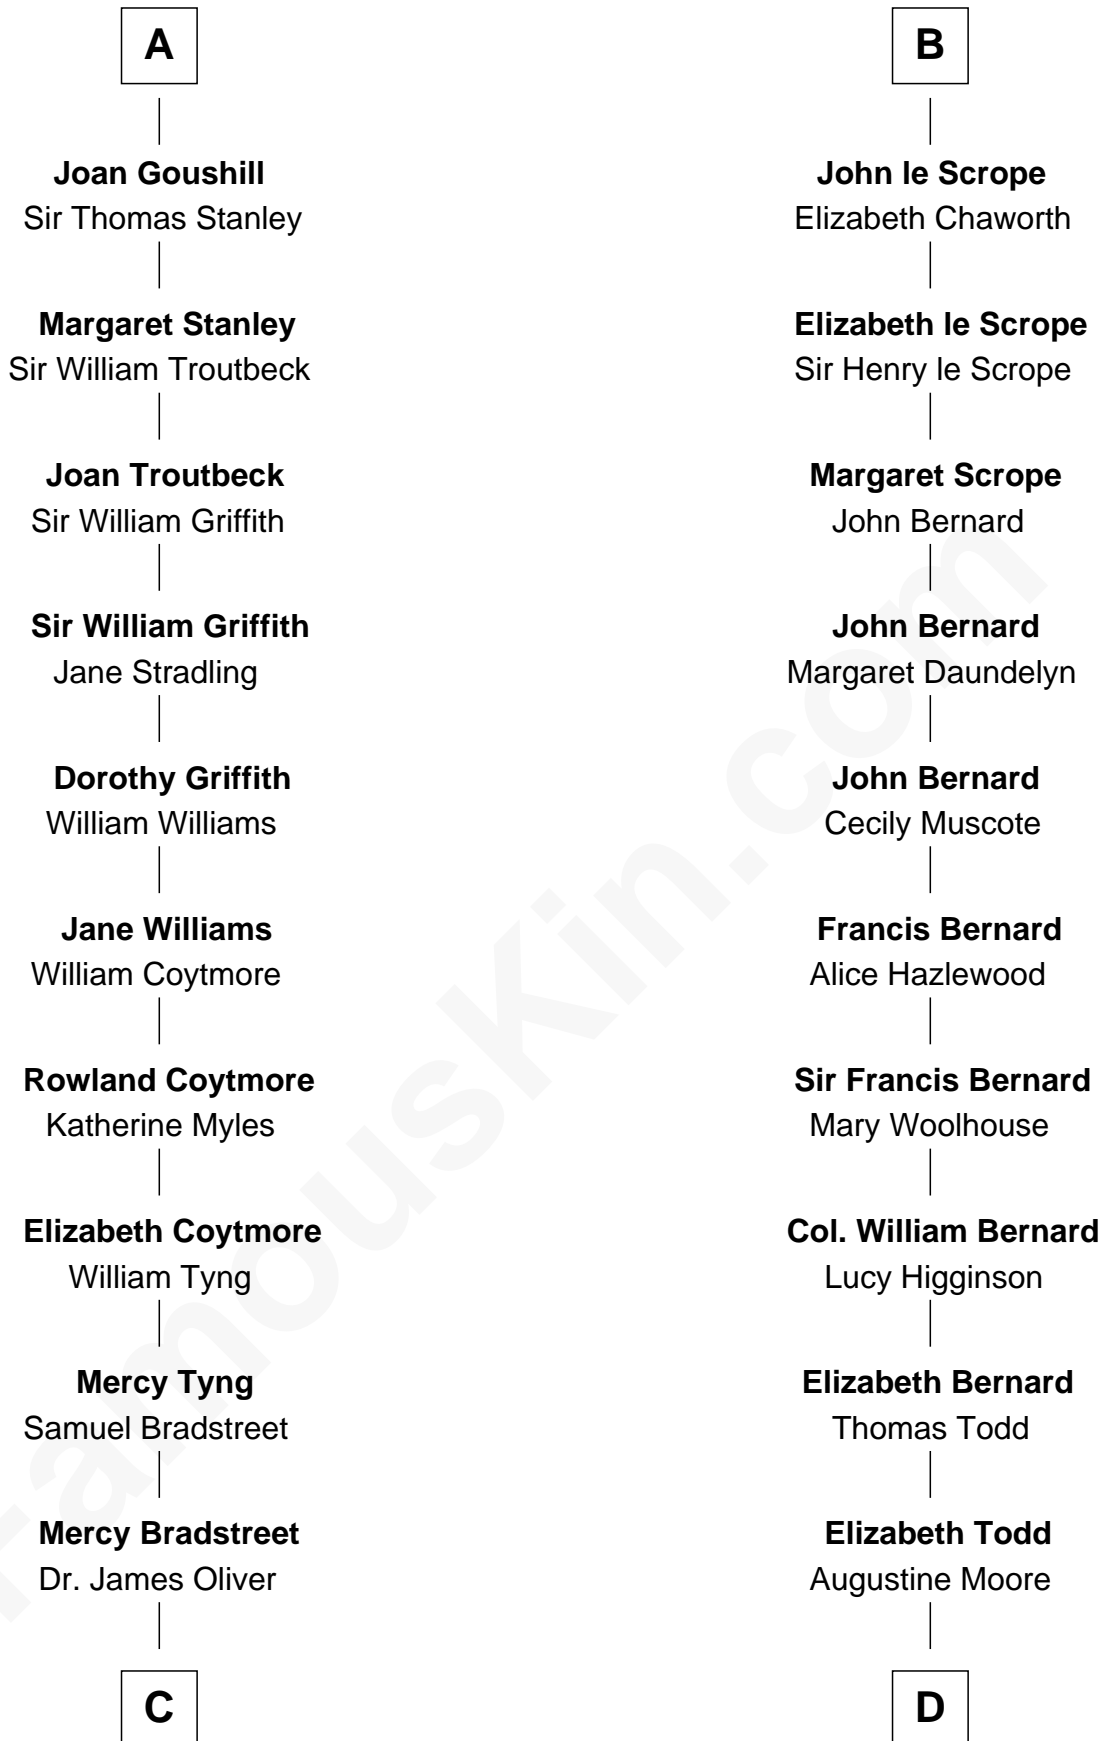 A
Joan Goushill
Sir Thomas Stanley
Margaret Stanley
Sir William Troutbeck
Joan Troutbeck
Sir William Griffith
Sir William Griffith
Jane Stradling
Dorothy Griffith
William Williams
Jane Williams
William Coytmore
Rowland Coytmore
Katherine Myles
Elizabeth Coytmore
William Tyng
Mercy Tyng
Samuel Bradstreet
Mercy Bradstreet
Dr. James Oliver
C
B
John le Scrope
Elizabeth Chaworth
Elizabeth le Scrope
Sir Henry le Scrope
Margaret Scrope
John Bernard
John Bernard
Margaret Daundelyn
John Bernard
Cecily Muscote
Francis Bernard
Alice Hazlewood
Sir Francis Bernard
Mary Woolhouse
Col. William Bernard
Lucy Higginson
Elizabeth Bernard
Thomas Todd
Elizabeth Todd
Augustine Moore
D
FamousKin.com